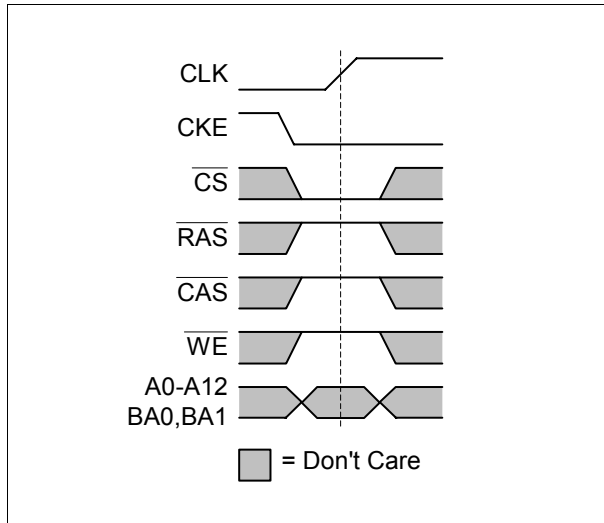 CLK
CKE
CS
RAS
CAS
WE
A0-A12
BA0,BA1
= Don't Care